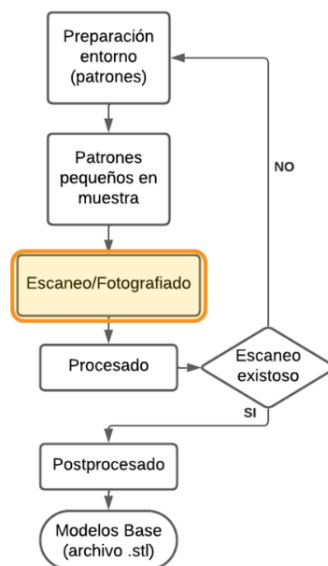 Preparación
entorno
(patrones)
Patrones
pequeños en
muestra
NO
Escaneo/Fotografiado
Procesado
Escaneo
existoso
SI
Postprocesado
Modelos Base
(archivo .stl)